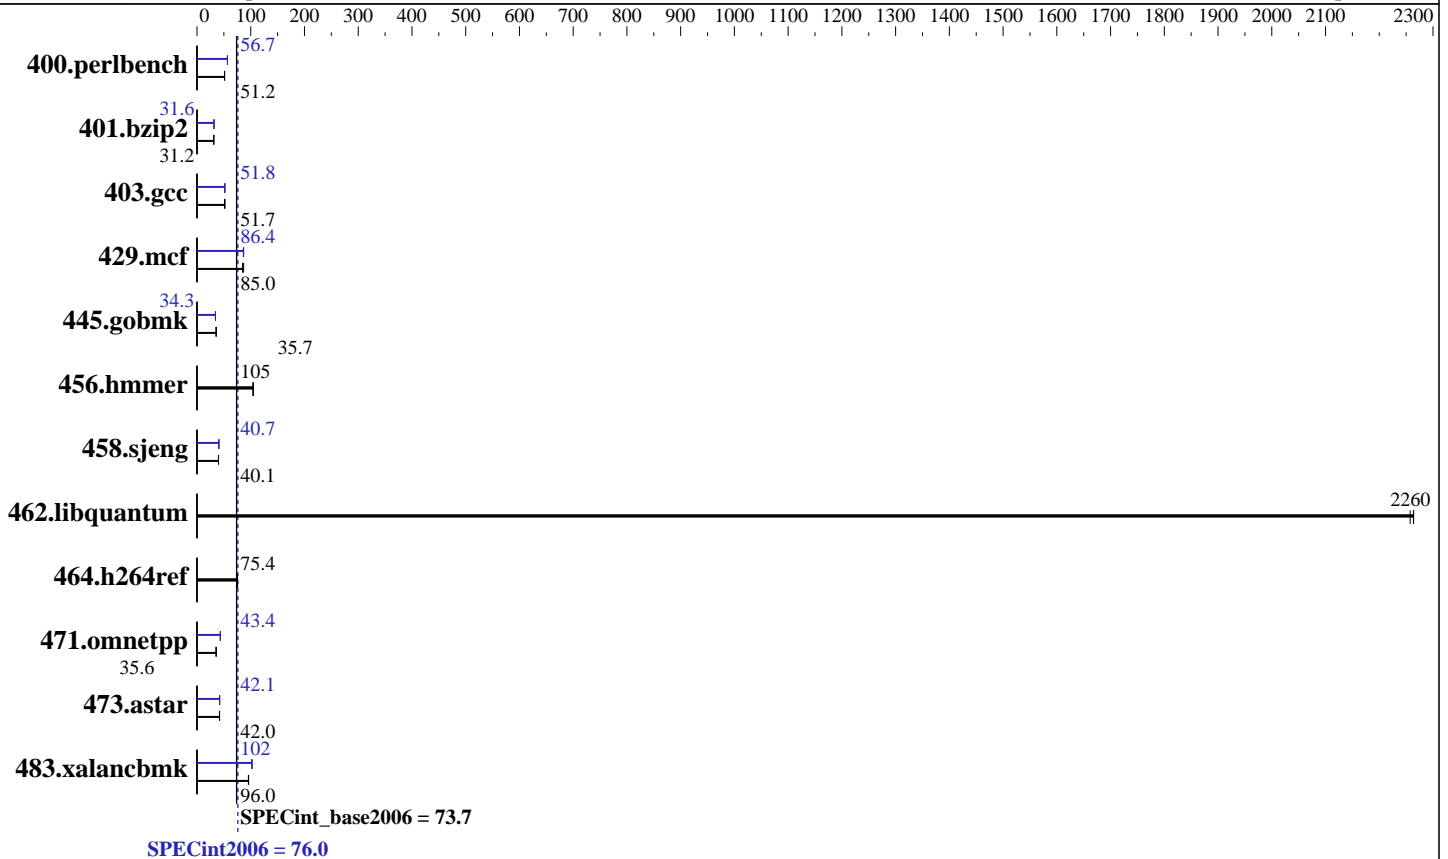 0 100 200 300 400 500 600 700 800 900 1000 1100 1200 1300 1400 1500 1600 1700 1800 1900 2000 2100 2300
56.7
400.perlbench
51.2
31.6
401.bzip2
31.2
51.8
403.gcc
51.7
86.4
429.mcf
85.0
34.3
445.gobmk
35.7
105
456.hmmer
40.7
458.sjeng
40.1
2260
462.libquantum
75.4
464.h264ref
43.4
471.omnetpp
35.6
42.1
473.astar
42.0
102
483.xalancbmk
96.0
SPECint_base2006 = 73.7
SPECint2006 = 76.0